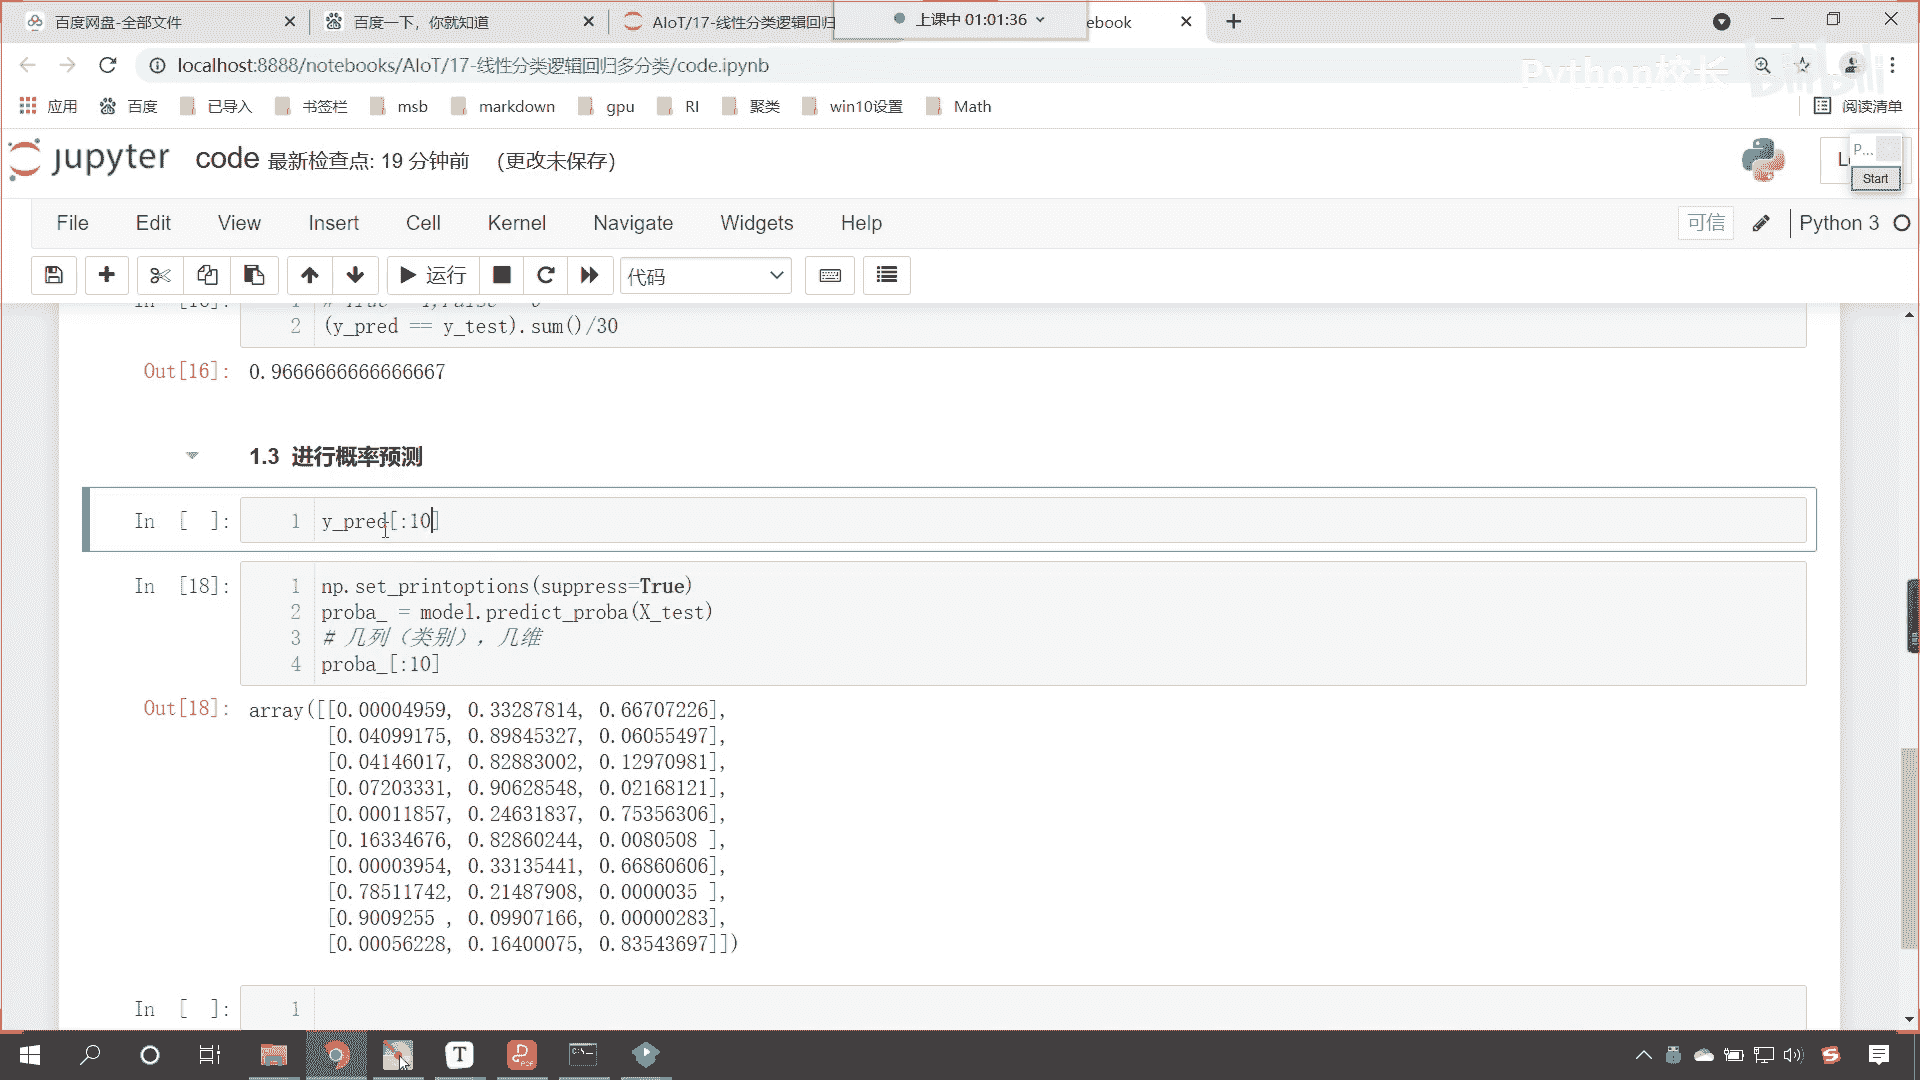 百度网盘-全部文件
百度一下，你就知道
AIoT/17-线性分类逻辑回归
上课中 01:01:36
ebook
localhost:8888/notebooks/AIoT/17-线性分类逻辑回归多分类/code.ipynb
Python校长
bilibili
应用 百度 已导入 书签栏 msb markdown gpu RI 聚类 win10设置 Math 阅读清单
jupyter code 最新检查点: 19 分钟前 (更改未保存)
P...
Start
File Edit View Insert Cell Kernel Navigate Widgets Help 可信 Python 3
运行 代码
2 (y_pred == y_test).sum()/30
Out[16]: 0.9666666666666667
1.3 进行概率预测
In [ ]: 1 y_pred[:10]
In [18]: 1 np.set_printoptions(suppress=True)
2 proba_ = model.predict_proba(X_test)
3 # 几列（类别），几维
4 proba_[:10]
Out[18]: array([[0.00004959, 0.33287814, 0.66707226],
[0.04099175, 0.89845327, 0.06055497],
[0.04146017, 0.82883002, 0.12970981],
[0.07203331, 0.90628548, 0.02168121],
[0.00011857, 0.24631837, 0.75356306],
[0.16334676, 0.82860244, 0.0080508 ],
[0.00003954, 0.33135441, 0.66860606],
[0.78511742, 0.21487908, 0.0000035 ],
[0.9009255 , 0.09907166, 0.00000283],
[0.00056228, 0.16400075, 0.83543697]])
In [ ]: 1